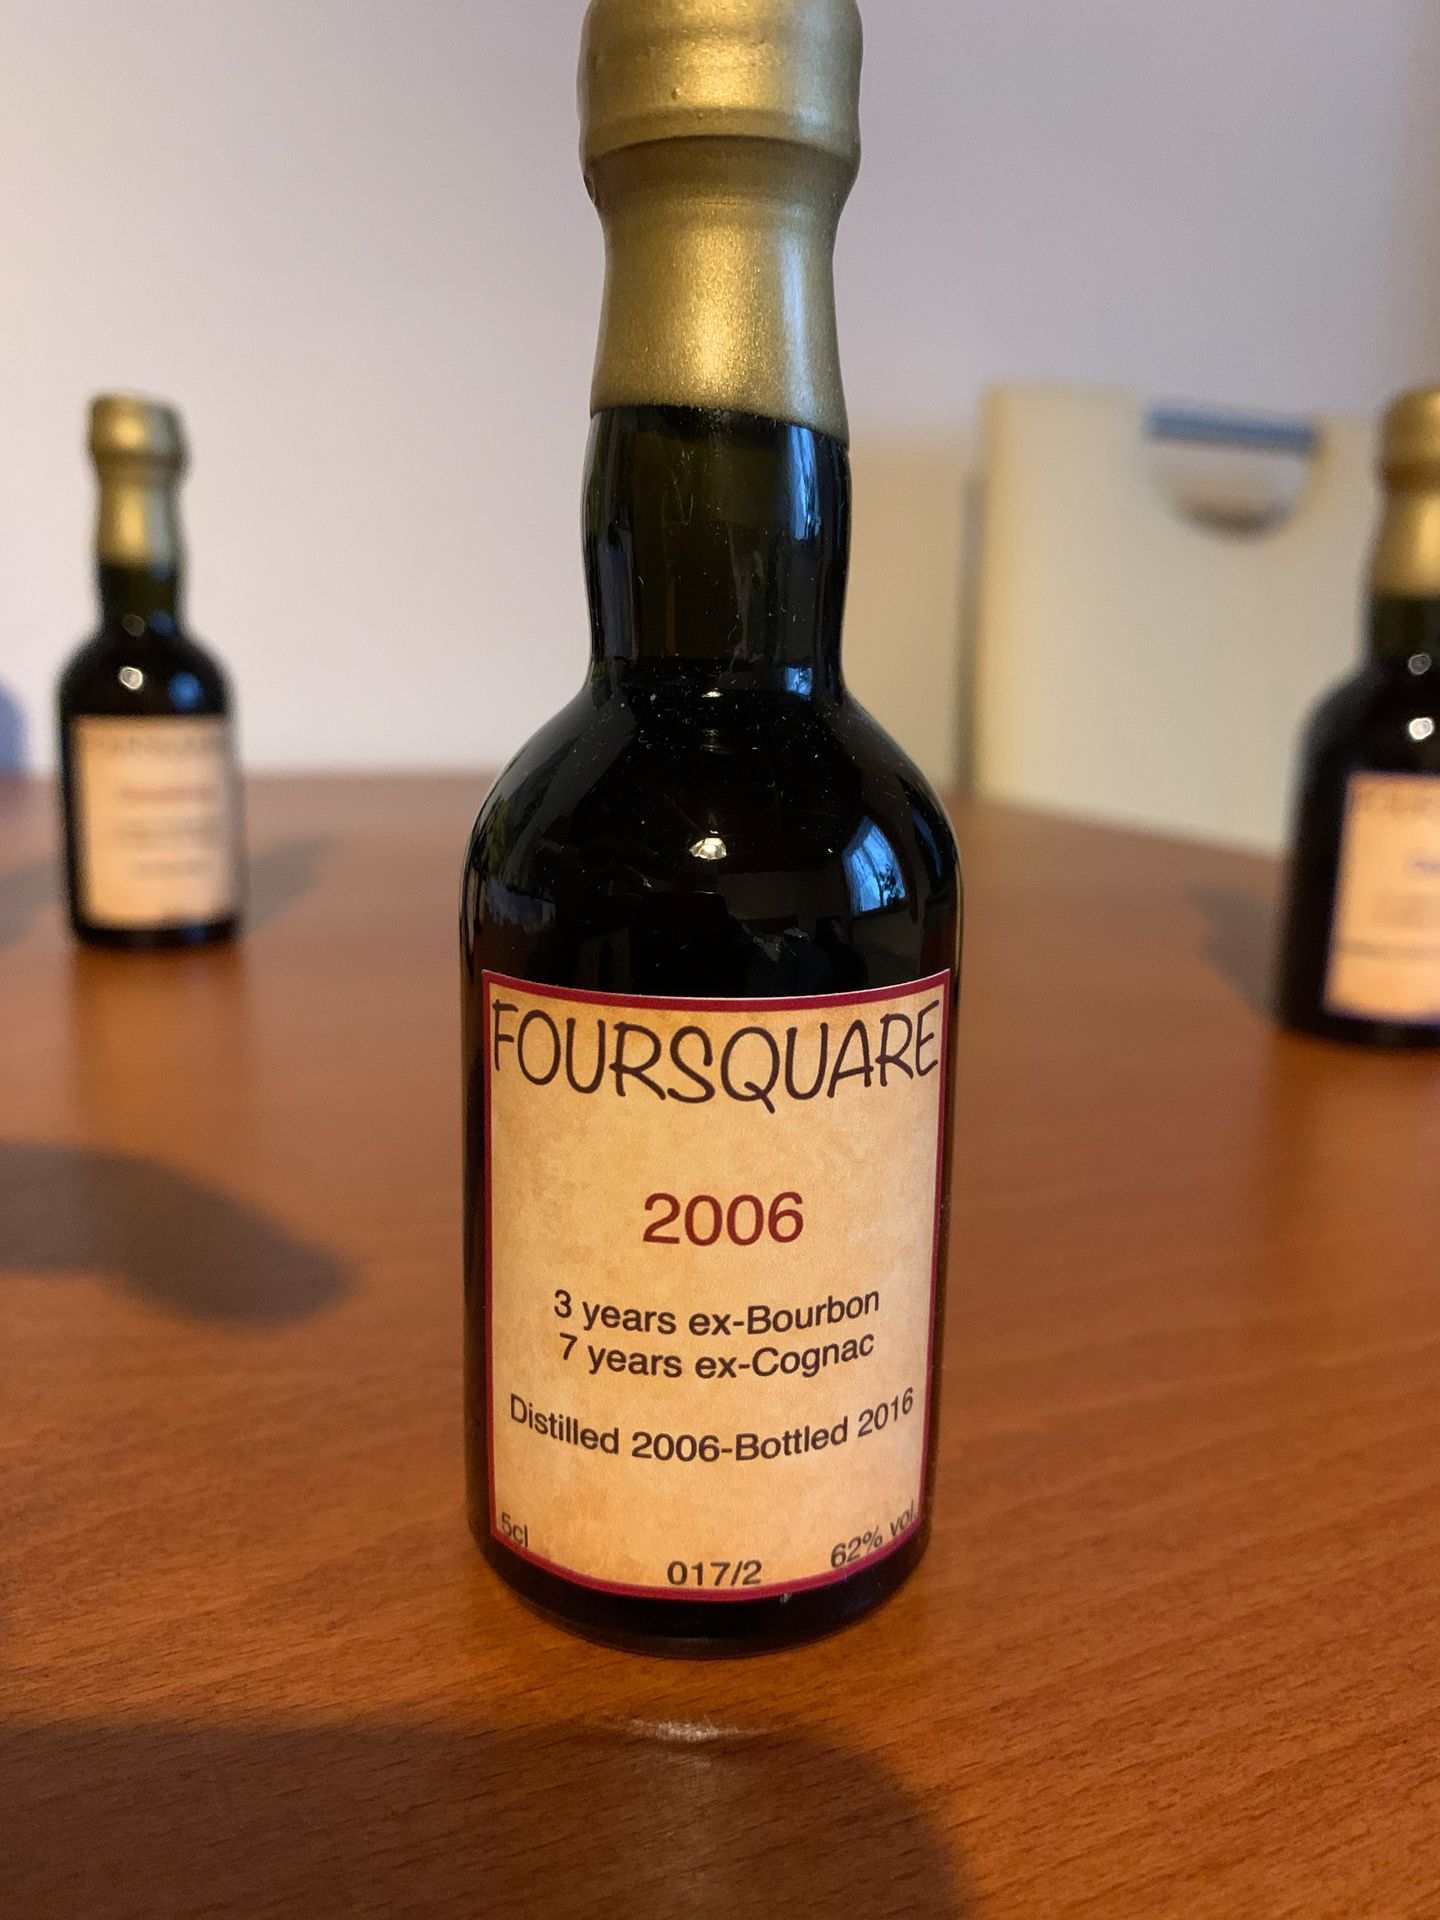 FOURSQUARE
2006
3 years ex-Bourbon
7 years ex-Cognac
Distilled 2006-Bottled 2016
5cl
017/2
62% vol